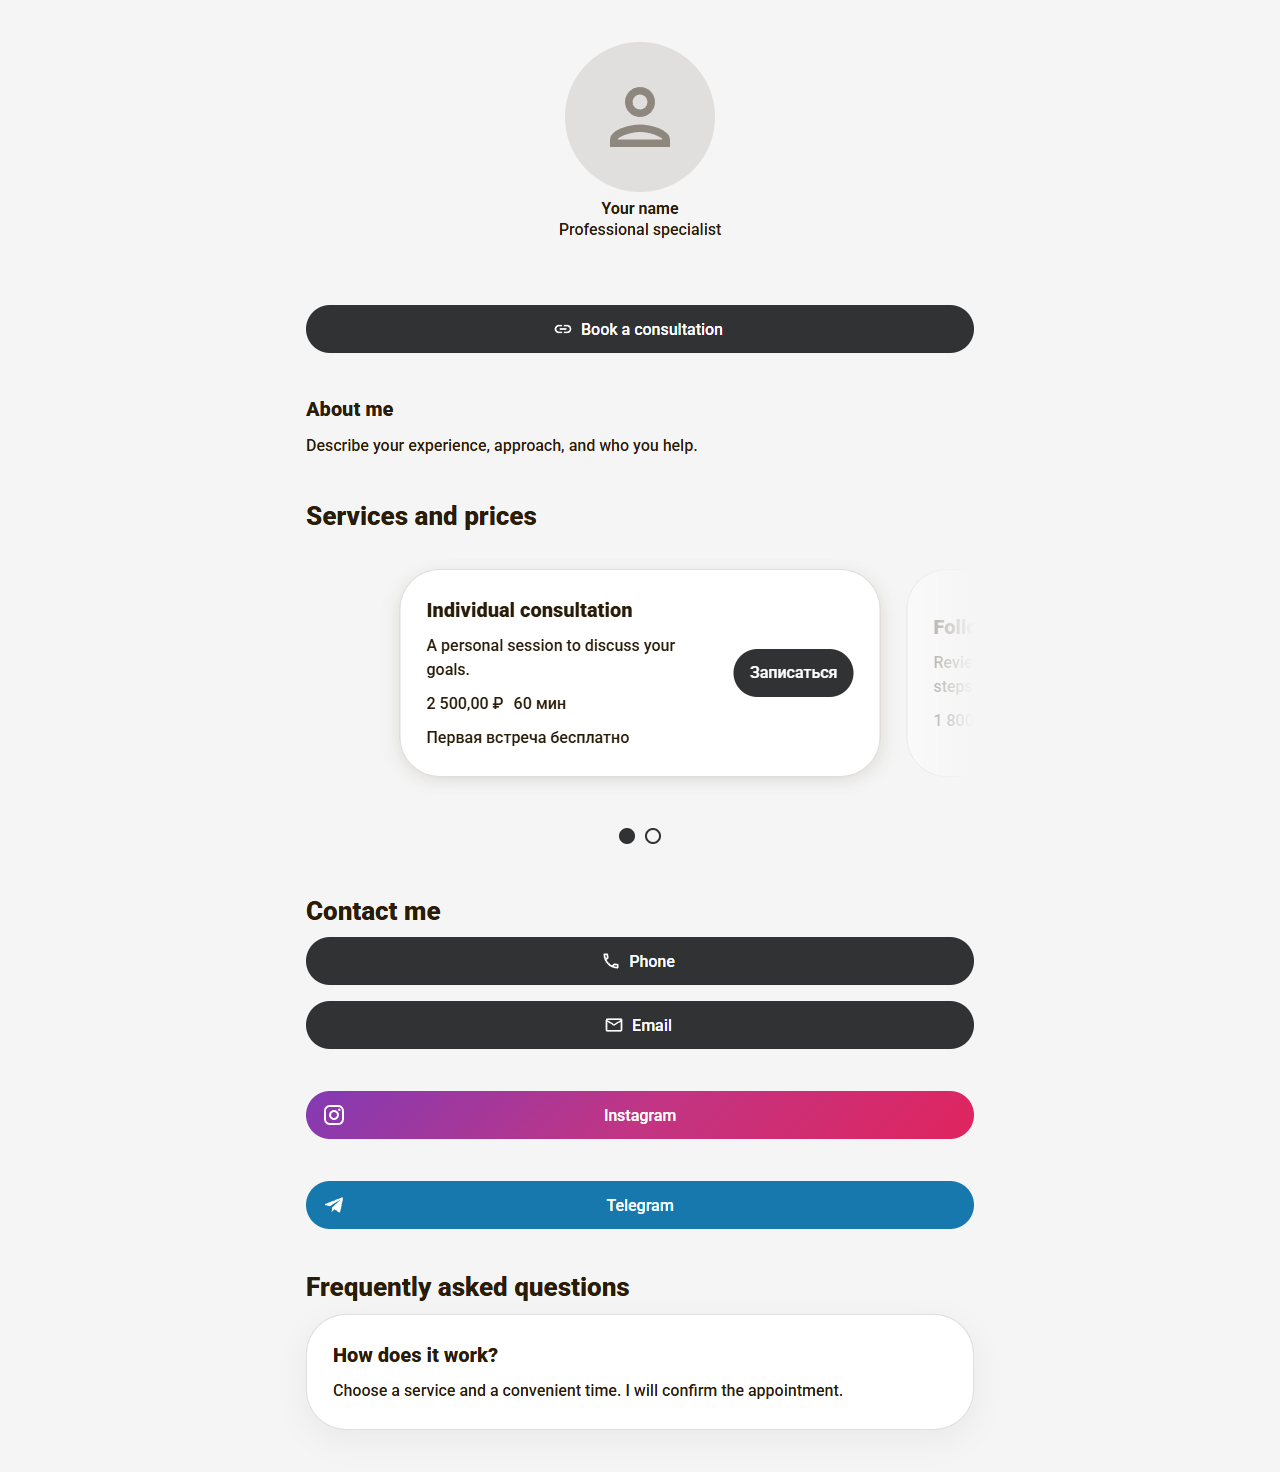 Your name
Professional specialist
Book a consultation
About me
Describe your experience, approach, and who you help.
Services and prices
Individual consultation
A personal session to discuss your
goals.
2 500,00 ₽ 60 мин
Первая встреча бесплатно
Записаться
1 800
Contact me
Phone
Email
Instagram
Telegram
Frequently asked questions
How does it work?
Choose a service and a convenient time. I will confirm the appointment.